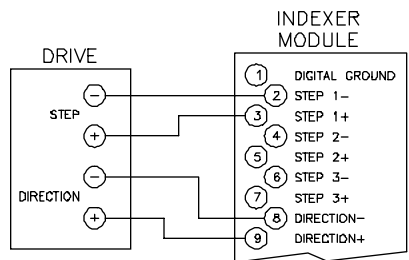 INDEXER
MODULE
DRIVE
1 DIGITAL GROUND
− 2 STEP 1−
STEP
3 STEP 1+
+ 4 STEP 2−
5 STEP 2+
− 6 STEP 3−
DIRECTION
7 STEP 3+
+ 8 DIRECTION−
9 DIRECTION+